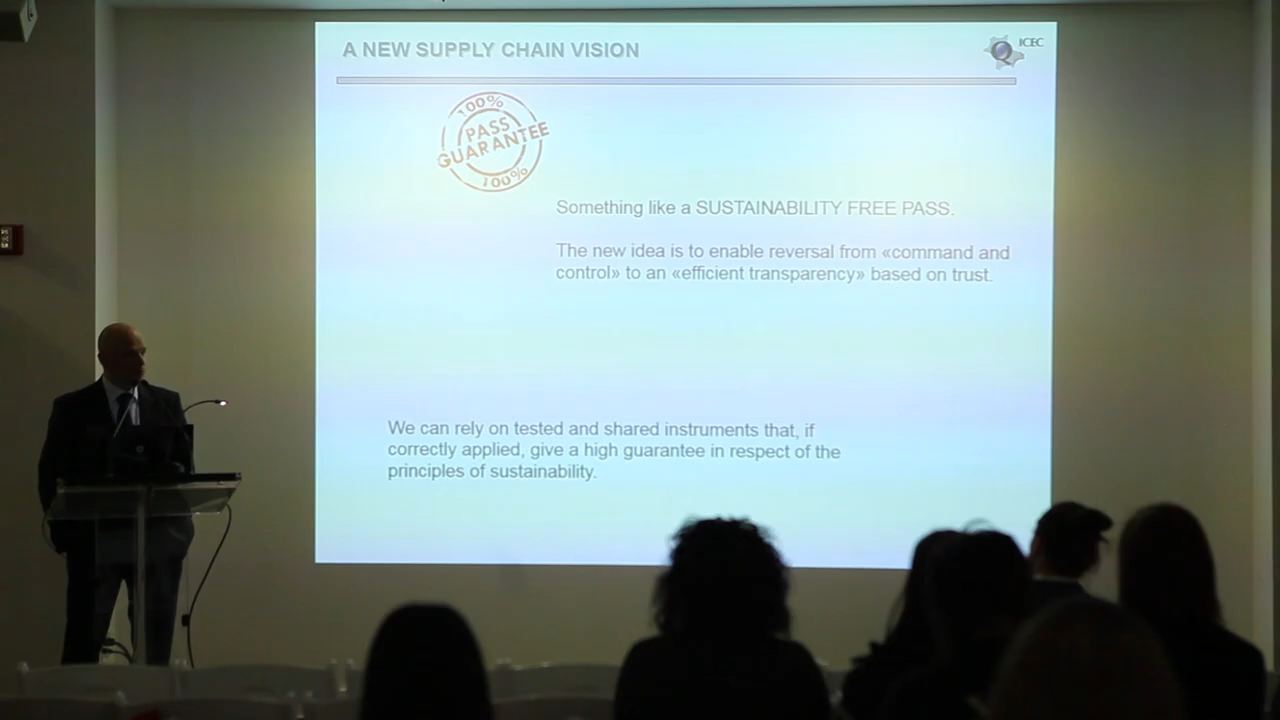 A NEW SUPPLY CHAIN VISION
ICEC
Q
100%
PASS
GUARANTEE
100%
Something like a SUSTAINABILITY FREE PASS.
The new idea is to enable reversal from «command and
control» to an «efficient transparency» based on trust.
We can rely on tested and shared instruments that, if
correctly applied, give a high guarantee in respect of the
principles of sustainability.